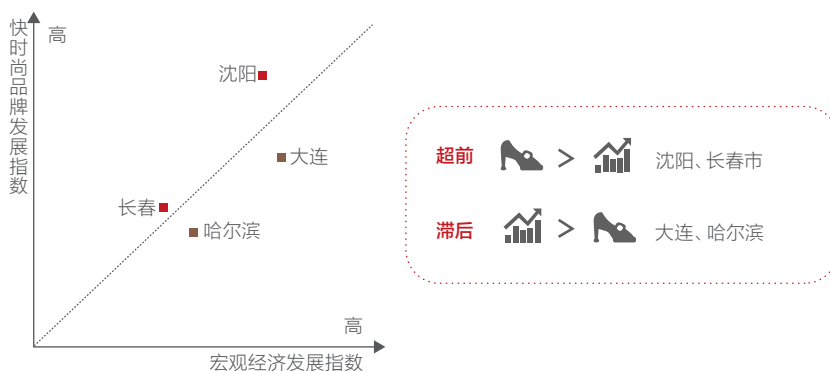 快时尚品牌发展指数
高
沈阳
大连
长春
哈尔滨
高
宏观经济发展指数
超前 > 沈阳、长春市
滞后 > 大连、哈尔滨